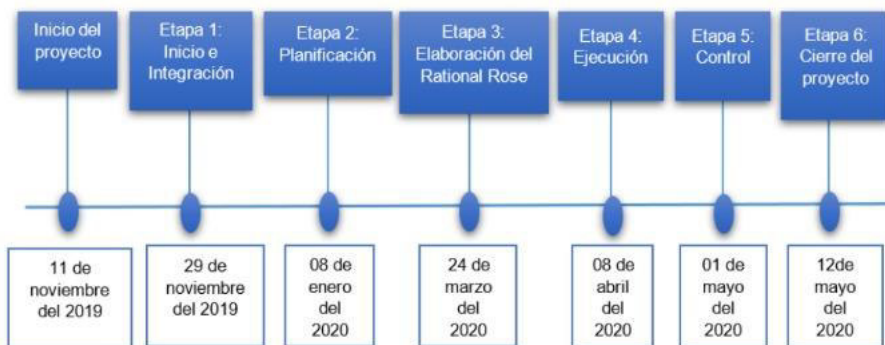 Inicio del
proyecto
Etapa 1:
Inicio e
Integración
Etapa 2:
Planificación
Etapa 3:
Elaboración del
Rational Rose
Etapa 4:
Ejecución
Etapa 5:
Control
Etapa 6:
Cierre del
proyecto
11 de
noviembre
del 2019
29 de
noviembre
del 2019
08 de
enero
del
2020
24 de
marzo
del
2020
08 de
abril del
2020
01 de
mayo
del
2020
12de
mayo
del
2020